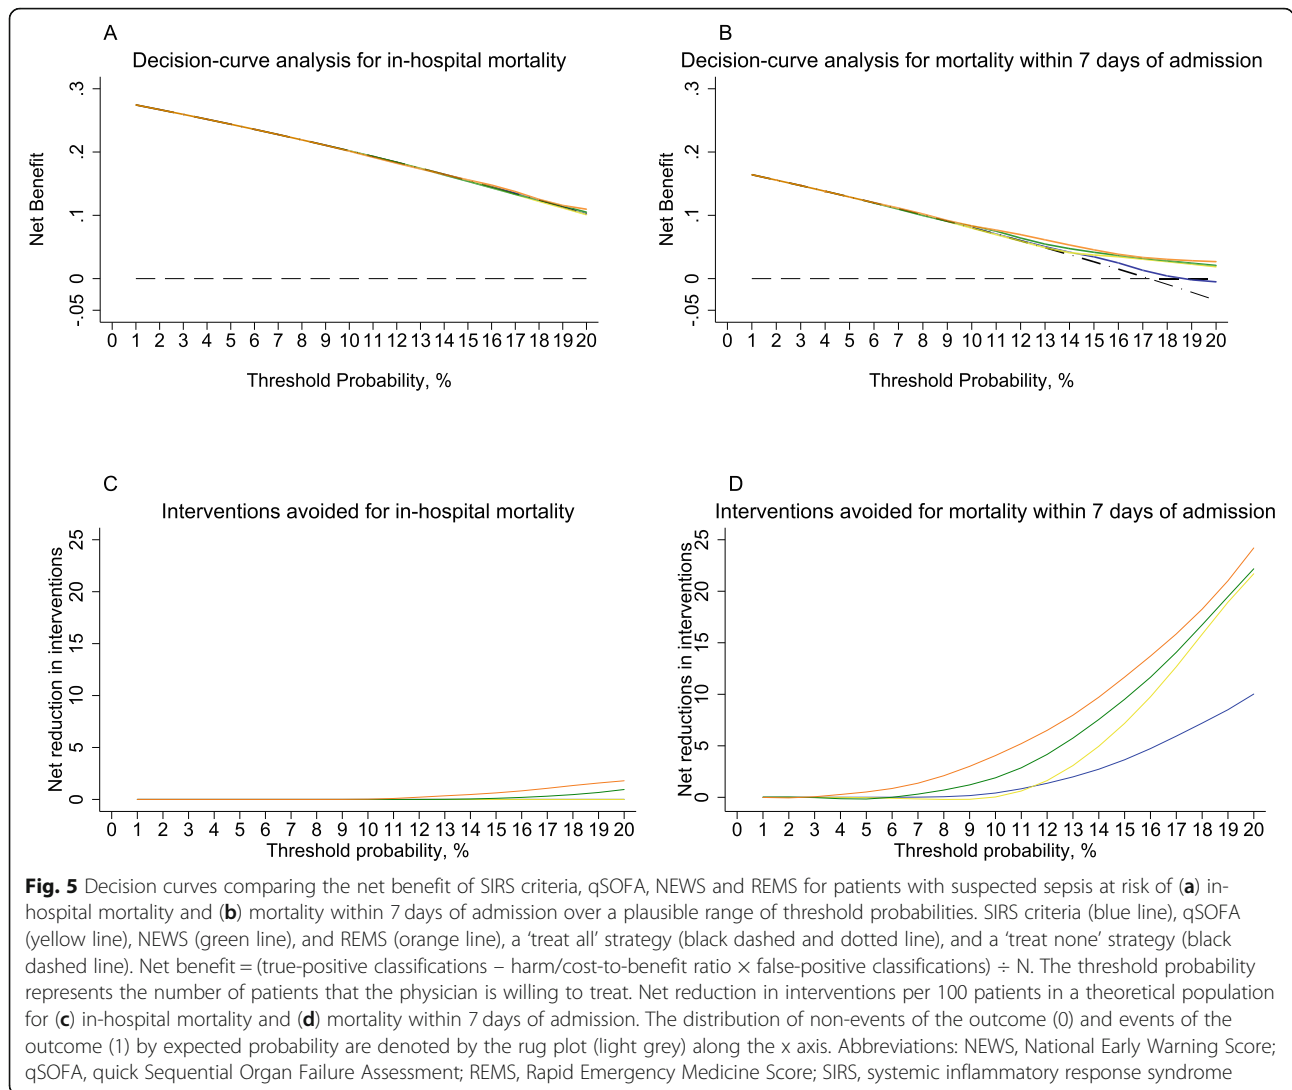 A
Decision-curve analysis for in-hospital mortality
.3
.2
.1
0
-.05
Net Benefit
0 1 2 3 4 5 6 7 8 9 10 11 12 13 14 15 16 17 18 19 20
Threshold Probability, %
B
Decision-curve analysis for mortality within 7 days of admission
.3
.2
.1
0
-.05
Net Benefit
0 1 2 3 4 5 6 7 8 9 10 11 12 13 14 15 16 17 18 19 20
Threshold Probability, %
C
Interventions avoided for in-hospital mortality
25
20
15
10
5
0
Net reduction in interventions
0 1 2 3 4 5 6 7 8 9 10 11 12 13 14 15 16 17 18 19 20
Threshold probability, %
D
Interventions avoided for mortality within 7 days of admission
25
20
15
10
5
0
Net reductions in interventions
0 1 2 3 4 5 6 7 8 9 10 11 12 13 14 15 16 17 18 19 20
Threshold probability, %
Fig. 5 Decision curves comparing the net benefit of SIRS criteria, qSOFA, NEWS and REMS for patients with suspected sepsis at risk of (a) in-
hospital mortality and (b) mortality within 7 days of admission over a plausible range of threshold probabilities. SIRS criteria (blue line), qSOFA
(yellow line), NEWS (green line), and REMS (orange line), a ‘treat all’ strategy (black dashed and dotted line), and a ‘treat none’ strategy (black
dashed line). Net benefit = (true-positive classifications – harm/cost-to-benefit ratio × false-positive classifications) ÷ N. The threshold probability
represents the number of patients that the physician is willing to treat. Net reduction in interventions per 100 patients in a theoretical population
for (c) in-hospital mortality and (d) mortality within 7 days of admission. The distribution of non-events of the outcome (0) and events of the
outcome (1) by expected probability are denoted by the rug plot (light grey) along the x axis. Abbreviations: NEWS, National Early Warning Score;
qSOFA, quick Sequential Organ Failure Assessment; REMS, Rapid Emergency Medicine Score; SIRS, systemic inflammatory response syndrome